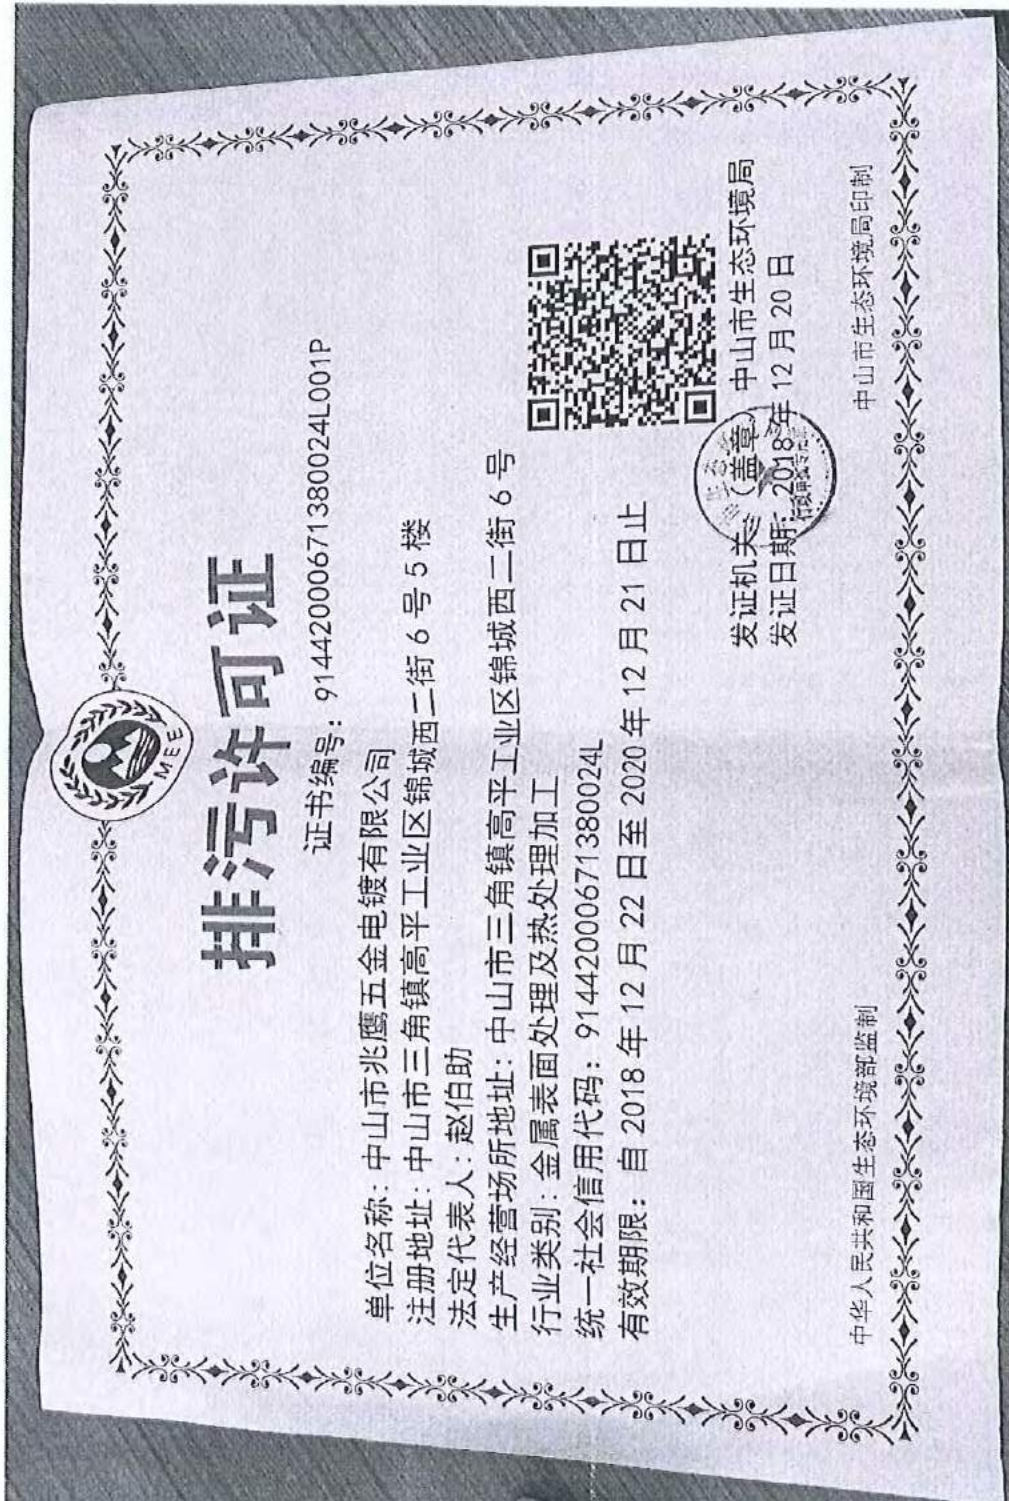 MEE
排污许可证
证书编号：91442000671380024L001P
单位名称：中山市兆鹰五金电镀有限公司
注册地址：中山市三角镇高平工业区锦城西二街6号5楼
法定代表人：赵伯助
生产经营场所地址：中山市三角镇高平工业区锦城西二街6号
行业类别：金属表面处理及热处理加工
统一社会信用代码：91442000671380024L
有效期限：自2018年12月22日至2020年12月21日止
发证机关：（盖章）中山市生态环境局
发证日期：2018年12月20日
中华人民共和国生态环境部监制
中山市生态环境局印制